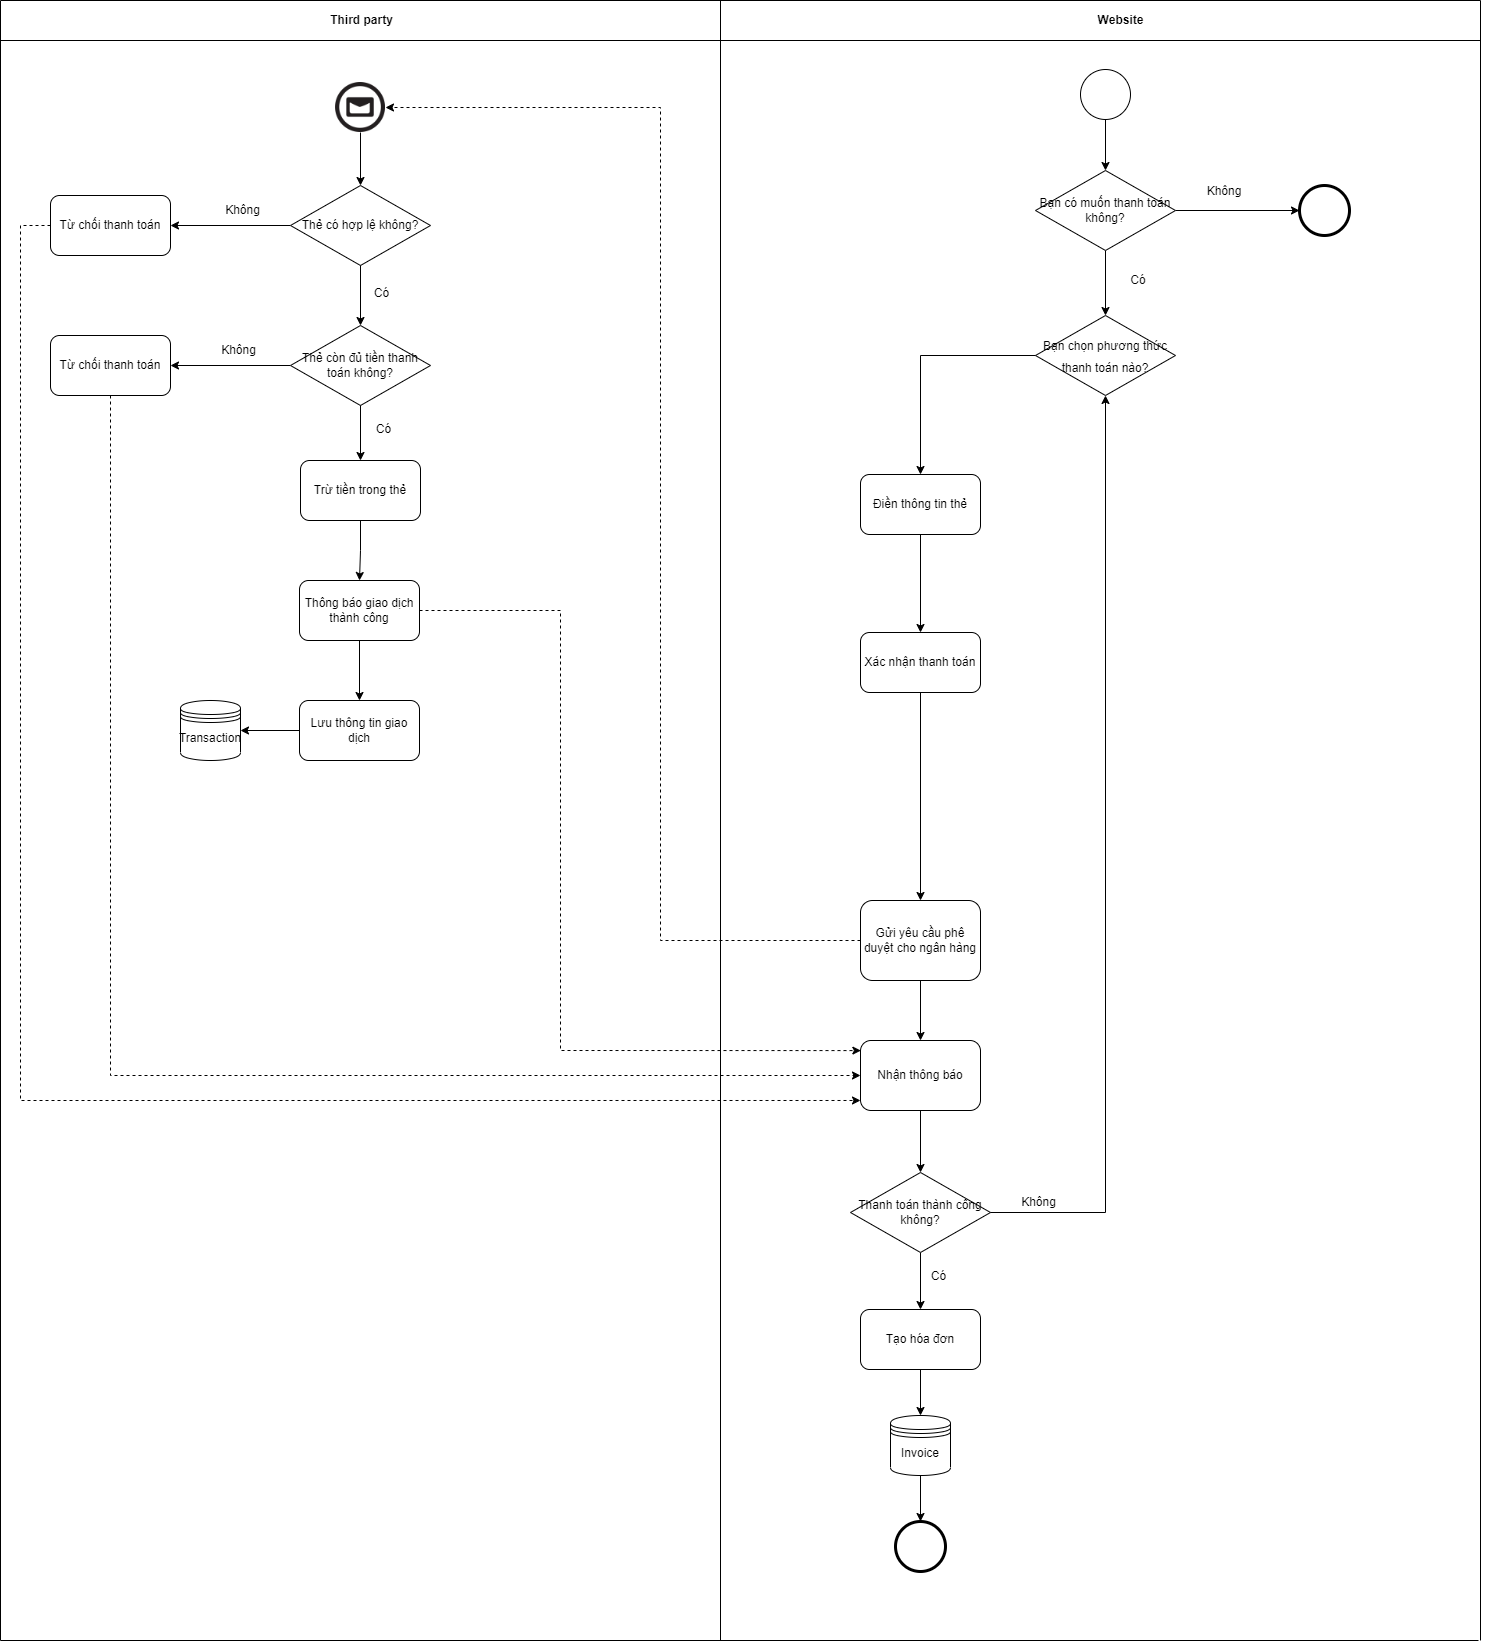 Third party
Website
Thẻ có hợp lệ không?
Không
Từ chối thanh toán
Có
Thẻ còn đủ tiền thanh
toán không?
Không
Từ chối thanh toán
Có
Trừ tiền trong thẻ
Thông báo giao dịch
thành công
Lưu thông tin giao
dịch
Transaction
Bạn có muốn thanh toán
không?
Không
Có
Bạn chọn phương thức
thanh toán nào?
Điền thông tin thẻ
Xác nhận thanh toán
Gửi yêu cầu phê
duyệt cho ngân hàng
Nhận thông báo
Thanh toán thành công
không?
Không
Có
Tạo hóa đơn
Invoice